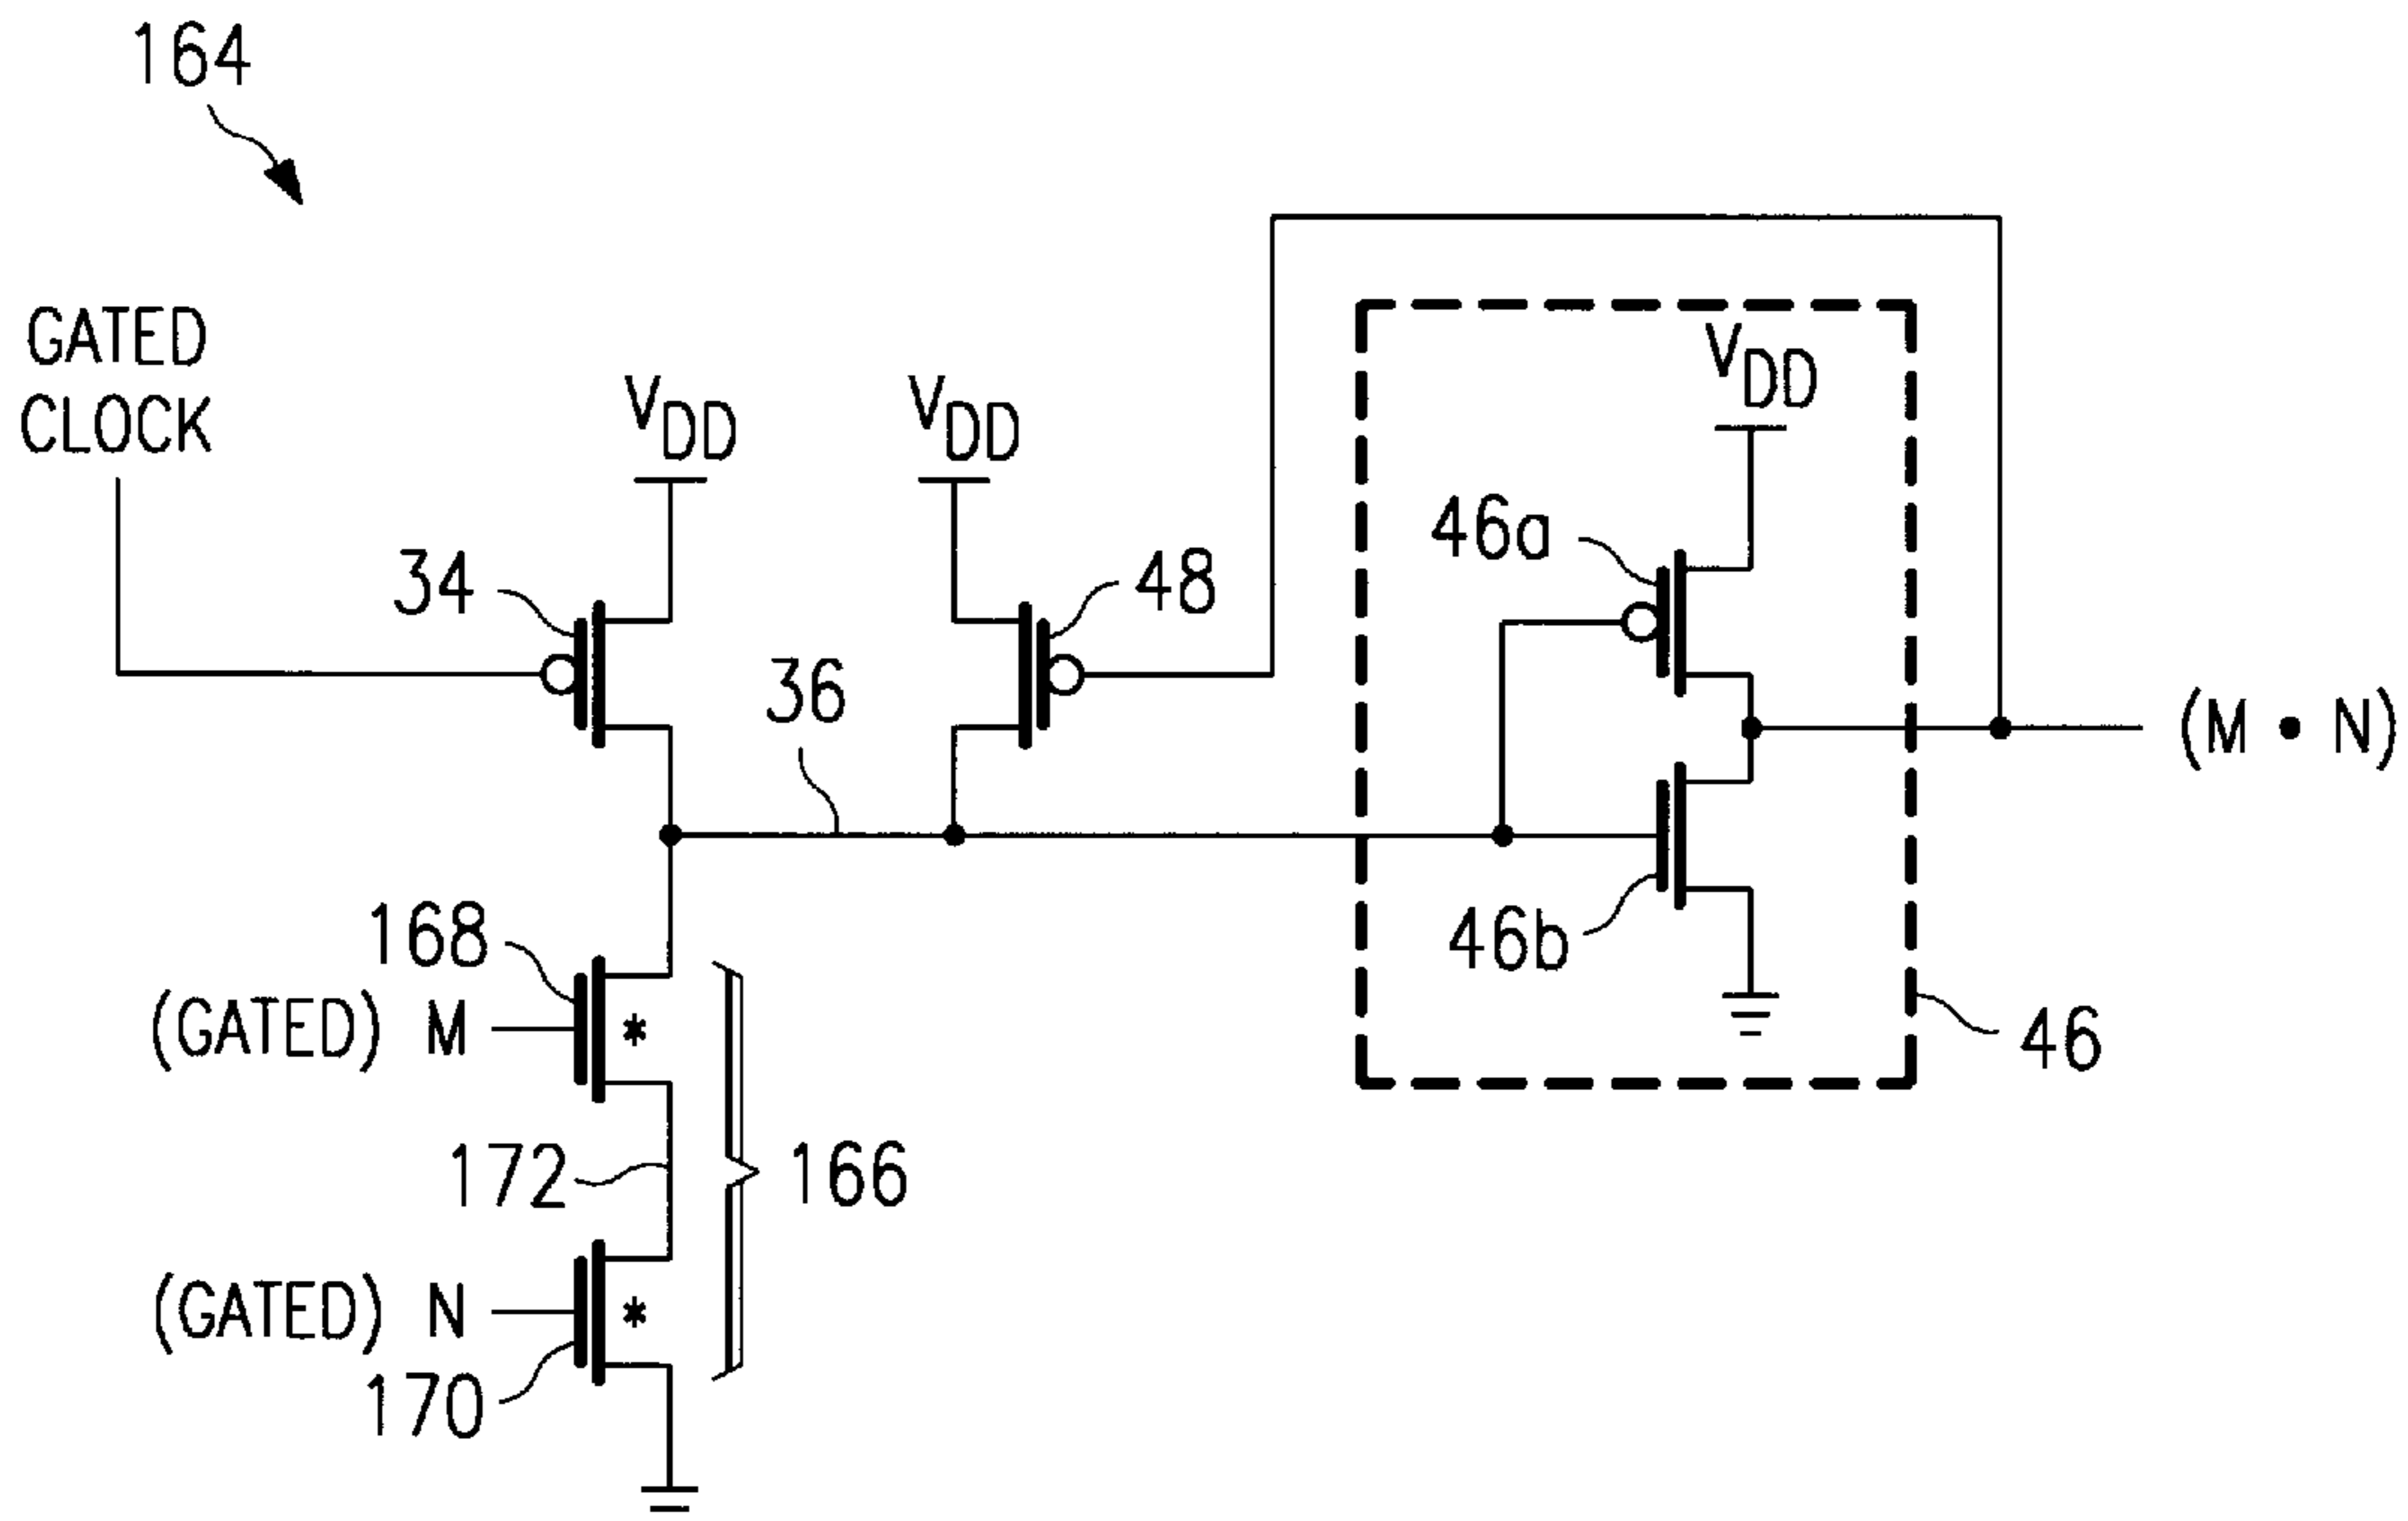 164
GATED
CLOCK
VDD
VDD
VDD
34
48
46a
36
(M • N)
168
46b
(GATED) M
*
46
172
166
(GATED) N
*
170